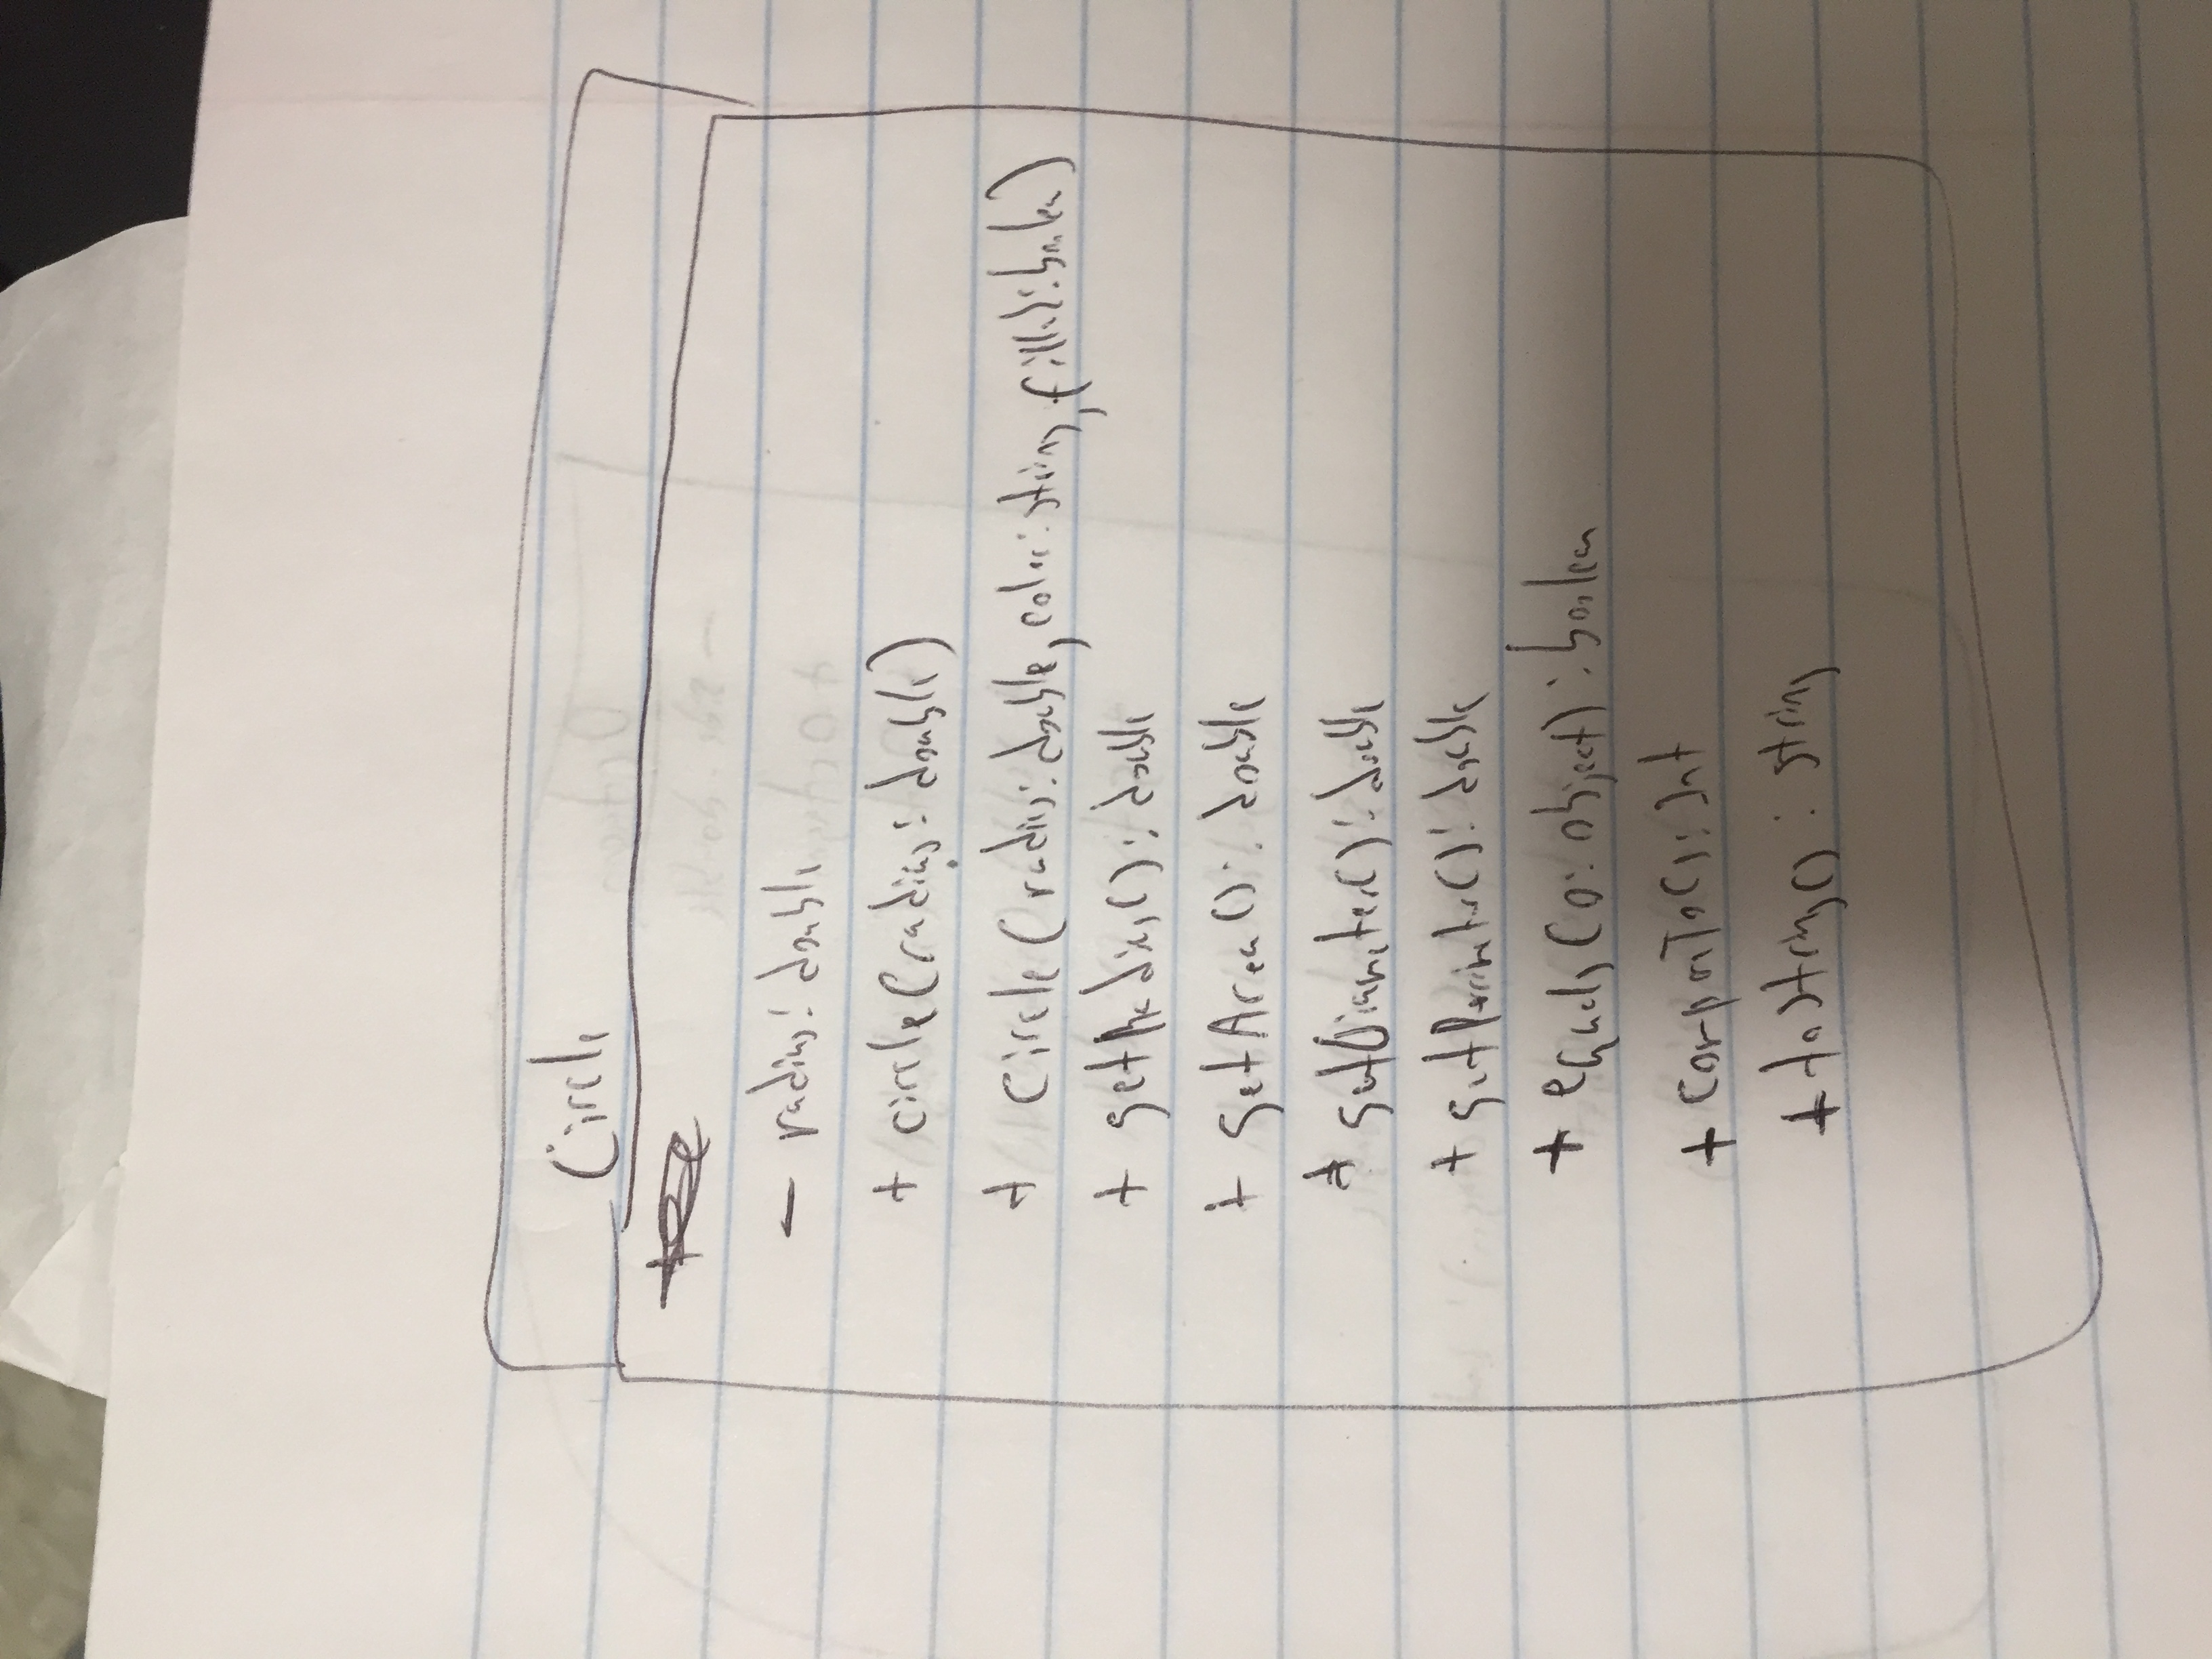 Circle
- radius: double
+ circle(radius: double)
+ circle(radius: double, color: string, filled: boolean)
+ getRadius(): double
+ getArea(): double
+ getDiameter(): double
+ getPerimeter(): double
+ equals(o: object): boolean
+ compareTo(): Int
+ toString(): string